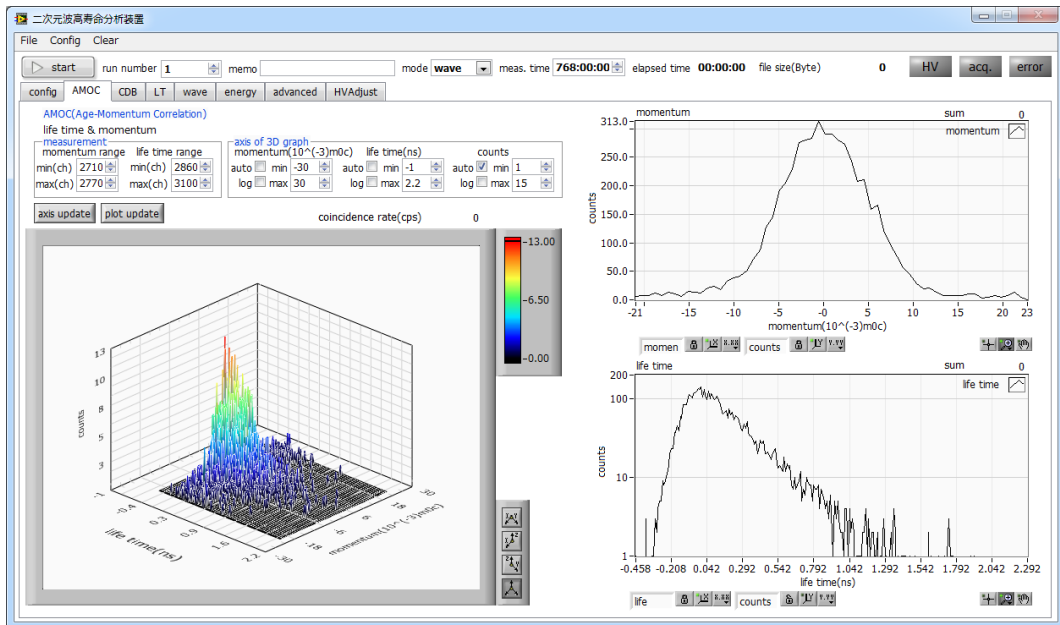 二次元波高寿命分析装置
File Config Clear
start run number 1 memo mode wave meas. time 768:00:00 elapsed time 00:00:00 file size(Byte) 0 HV acq. error
config AMOC CDB LT wave energy advanced HVAdjust
AMOC(Age-Momentum Correlation)
life time & momentum
measurement
momentum range life time range
min(ch) 2710 min(ch) 2860
max(ch) 2770 max(ch) 3100
axis of 3D graph
momentum(10^(-3)m0c) life time(ns) counts
auto min -30 auto min -1 auto min 1
log max 30 log max 2.2 log max 15
axis update plot update
coincidence rate(cps) 0
13.00
6.50
0.00
13
10
8
5
3
counts
-1 -0.4 0.3 0.9 1.6 2.2
life time(ns)
-30 -18 -6 6 18 30
momentum(10^(-3)m0c)
momentum sum 0
momentum
313.0
250.0
200.0
150.0
100.0
50.0
0.0
counts
-21 -15 -10 -5 -0 5 10 15 20 23
momentum(10^(-3)m0c)
momen counts
life time sum 0
life time
200
100
10
1
counts
-0.458 -0.208 0.042 0.292 0.542 0.792 1.042 1.292 1.542 1.792 2.042 2.292
life time(ns)
life counts